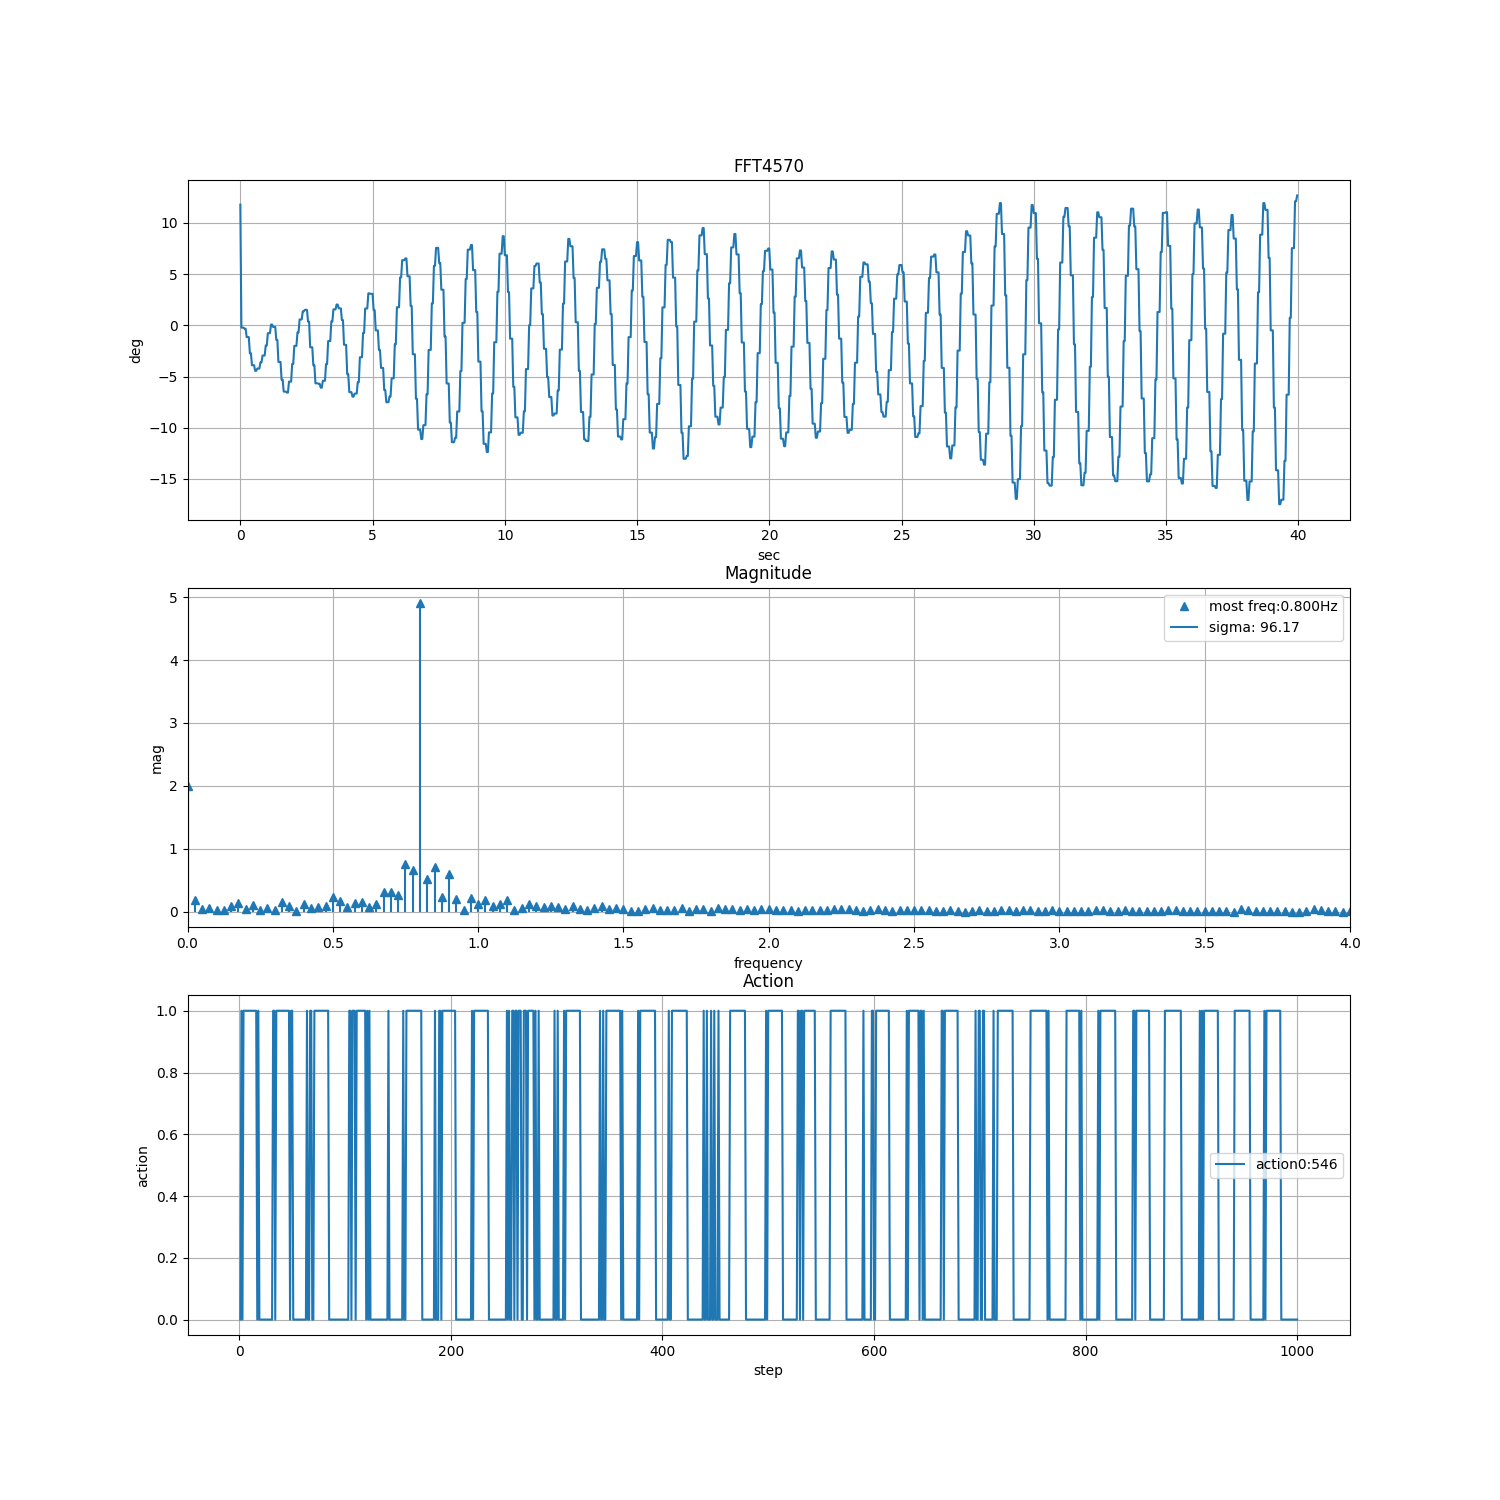 FFT4570
10
5
0
−5
−10
−15
deg
0 5 10 15 20 25 30 35 40
sec
Magnitude
5
4
3
2
1
0
mag
most freq:0.800Hz
sigma: 96.17
0.0 0.5 1.0 1.5 2.0 2.5 3.0 3.5 4.0
frequency
Action
1.0
0.8
0.6
0.4
0.2
0.0
action
action0:546
0 200 400 600 800 1000
step